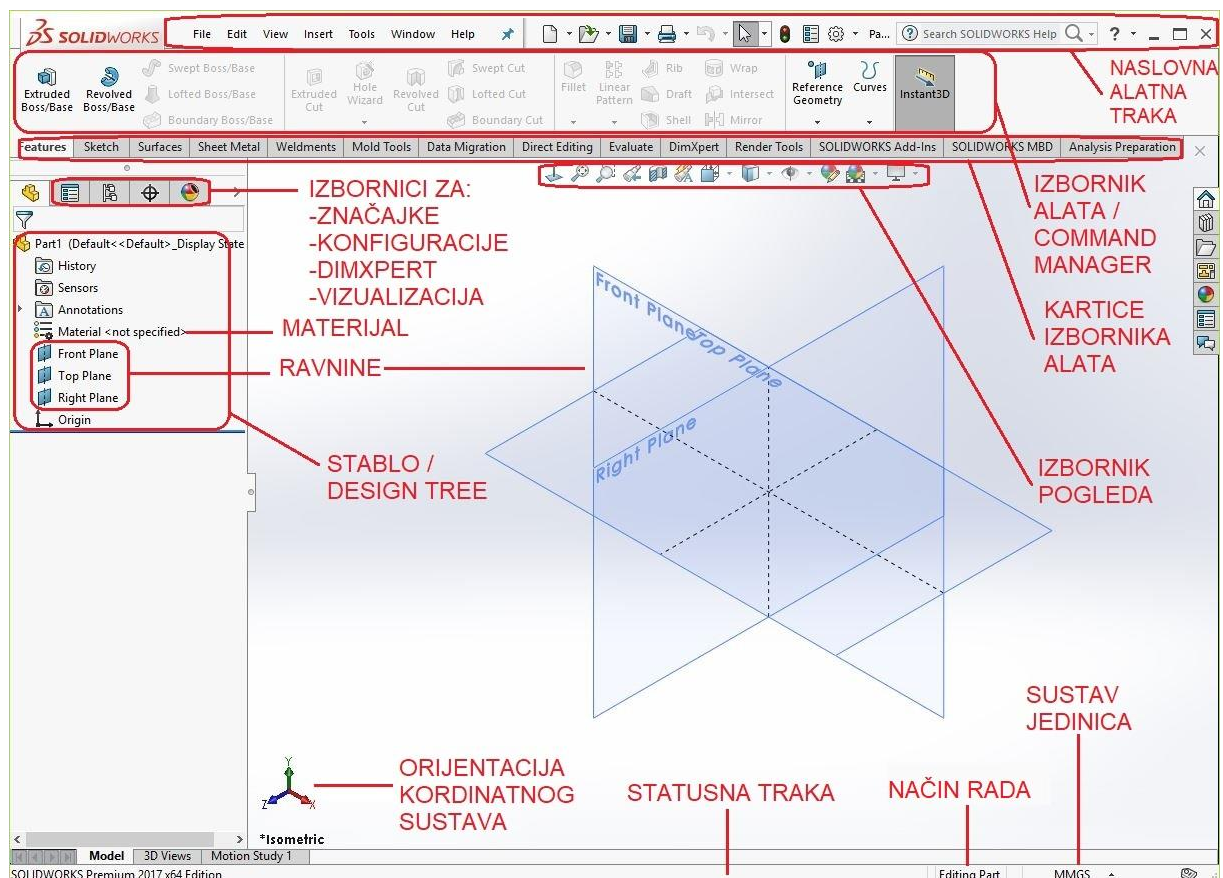 SOLIDWORKS
File Edit View Insert Tools Window Help
Pa...
Search SOLIDWORKS Help
NASLOVNA
ALATNA
TRAKA
Extruded
Boss/Base
Revolved
Boss/Base
Swept Boss/Base
Lofted Boss/Base
Boundary Boss/Base
Extruded
Cut
Hole
Wizard
Revolved
Cut
Swept Cut
Lofted Cut
Boundary Cut
Fillet
Linear
Pattern
Rib
Draft
Shell
Wrap
Intersect
Mirror
Reference
Geometry
Curves
Instant3D
eatures Sketch Surfaces Sheet Metal Weldments Mold Tools Data Migration Direct Editing Evaluate DimXpert Render Tools SOLIDWORKS Add-Ins SOLIDWORKS MBD Analysis Preparation
IZBORNICI ZA:
-ZNAČAJKE
-KONFIGURACIJE
-DIMXPERT
-VIZUALIZACIJA
IZBORNIK
ALATA /
COMMAND
MANAGER
KARTICE
IZBORNIKA
ALATA
Part1 (Default<<Default>_Display State
History
Sensors
Annotations
Material <not specified>
MATERIJAL
Front Plane
Top Plane
Right Plane
Origin
RAVNINE
STABLO /
DESIGN TREE
Front Plane
Top Plane
Right Plane
IZBORNIK
POGLEDA
SUSTAV
JEDINICA
ORIJENTACIJA
KORDINATNOG
SUSTAVA
STATUSNA TRAKA
NAČIN RADA
Y
Z
X
*Isometric
Model 3D Views Motion Study 1
SOLIDWORKS Premium 2017 x64 Edition
Editing Part
MMGS